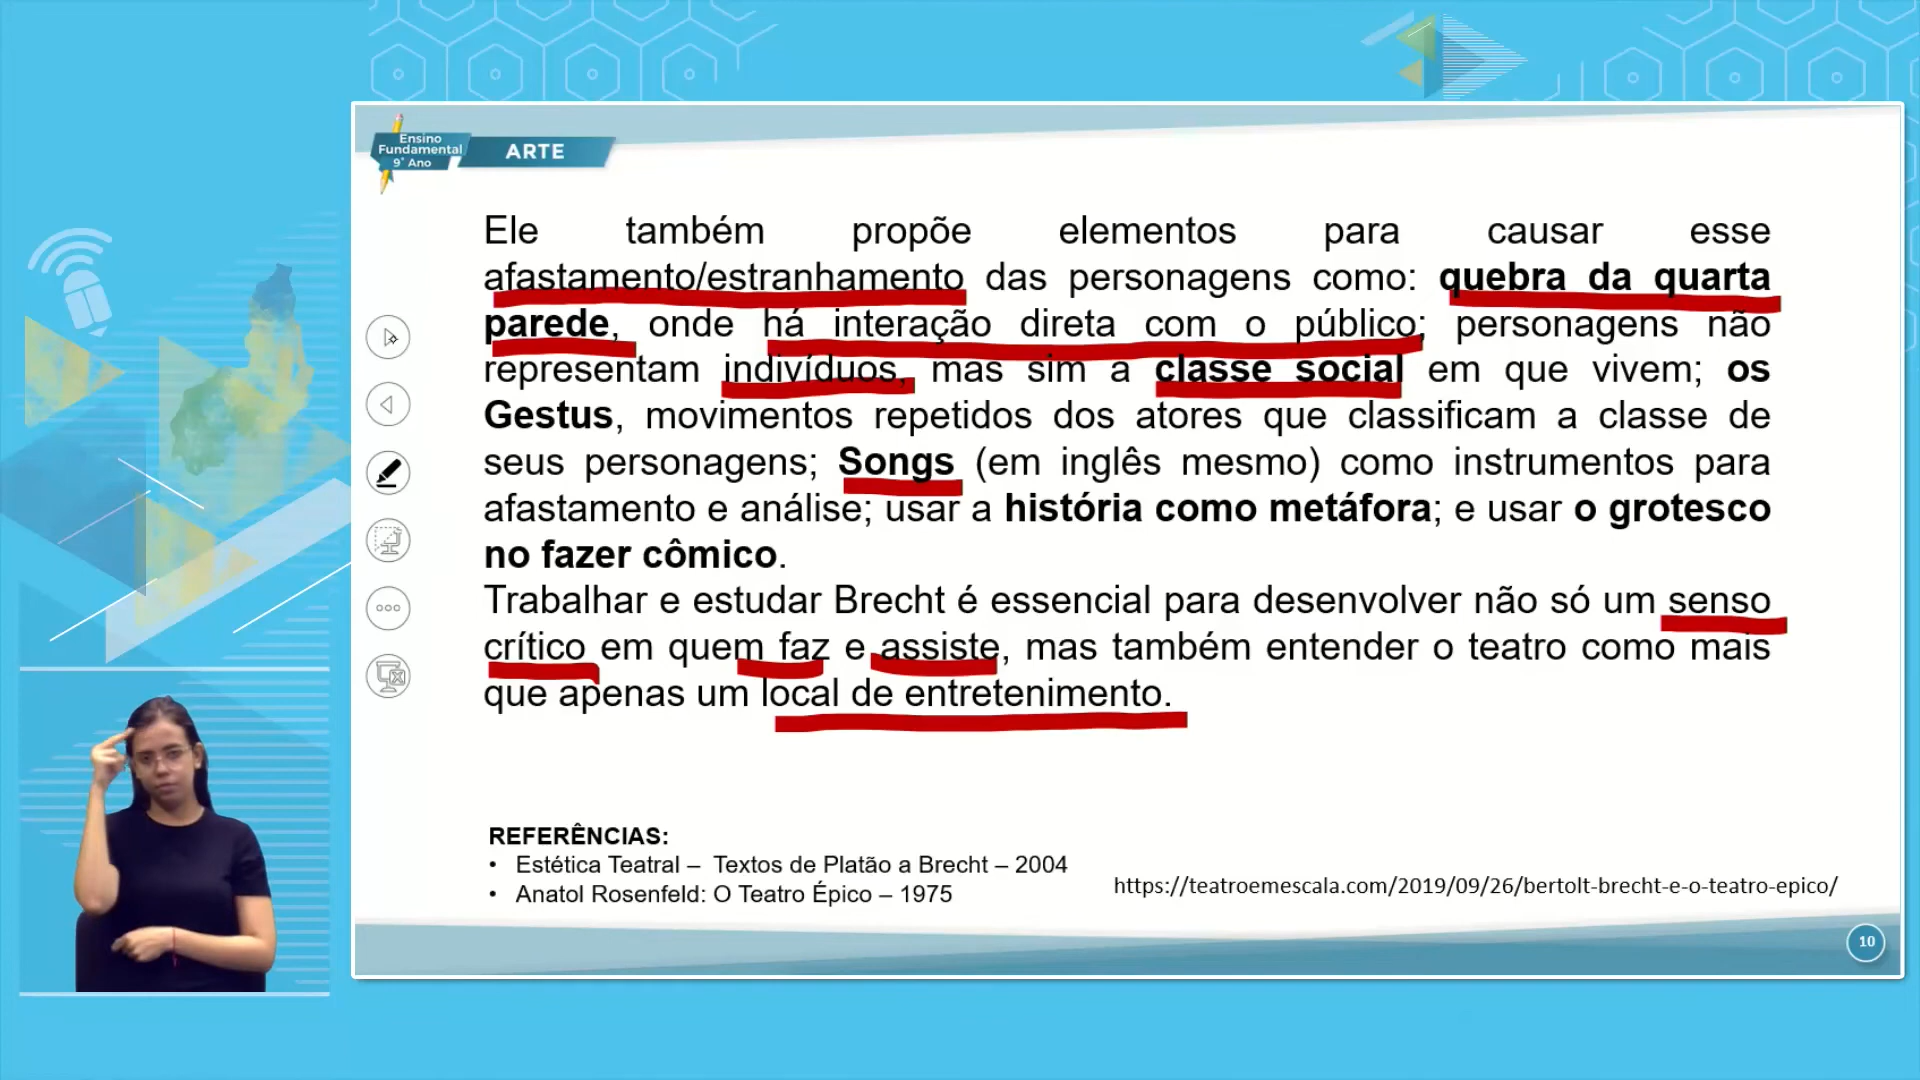 Ensino
Fundamental
9° Ano
ARTE
Ele também propõe elementos para causar esse
afastamento/estranhamento das personagens como: quebra da quarta
parede, onde há interação direta com o público; personagens não
representam indivíduos, mas sim a classe social em que vivem; os
Gestus, movimentos repetidos dos atores que classificam a classe de
seus personagens; Songs (em inglês mesmo) como instrumentos para
afastamento e análise; usar a história como metáfora; e usar o grotesco
no fazer cômico.
Trabalhar e estudar Brecht é essencial para desenvolver não só um senso
crítico em quem faz e assiste, mas também entender o teatro como mais
que apenas um local de entretenimento.
REFERÊNCIAS:
• Estética Teatral – Textos de Platão a Brecht – 2004
• Anatol Rosenfeld: O Teatro Épico – 1975
https://teatroemescala.com/2019/09/26/bertolt-brecht-e-o-teatro-epico/
10